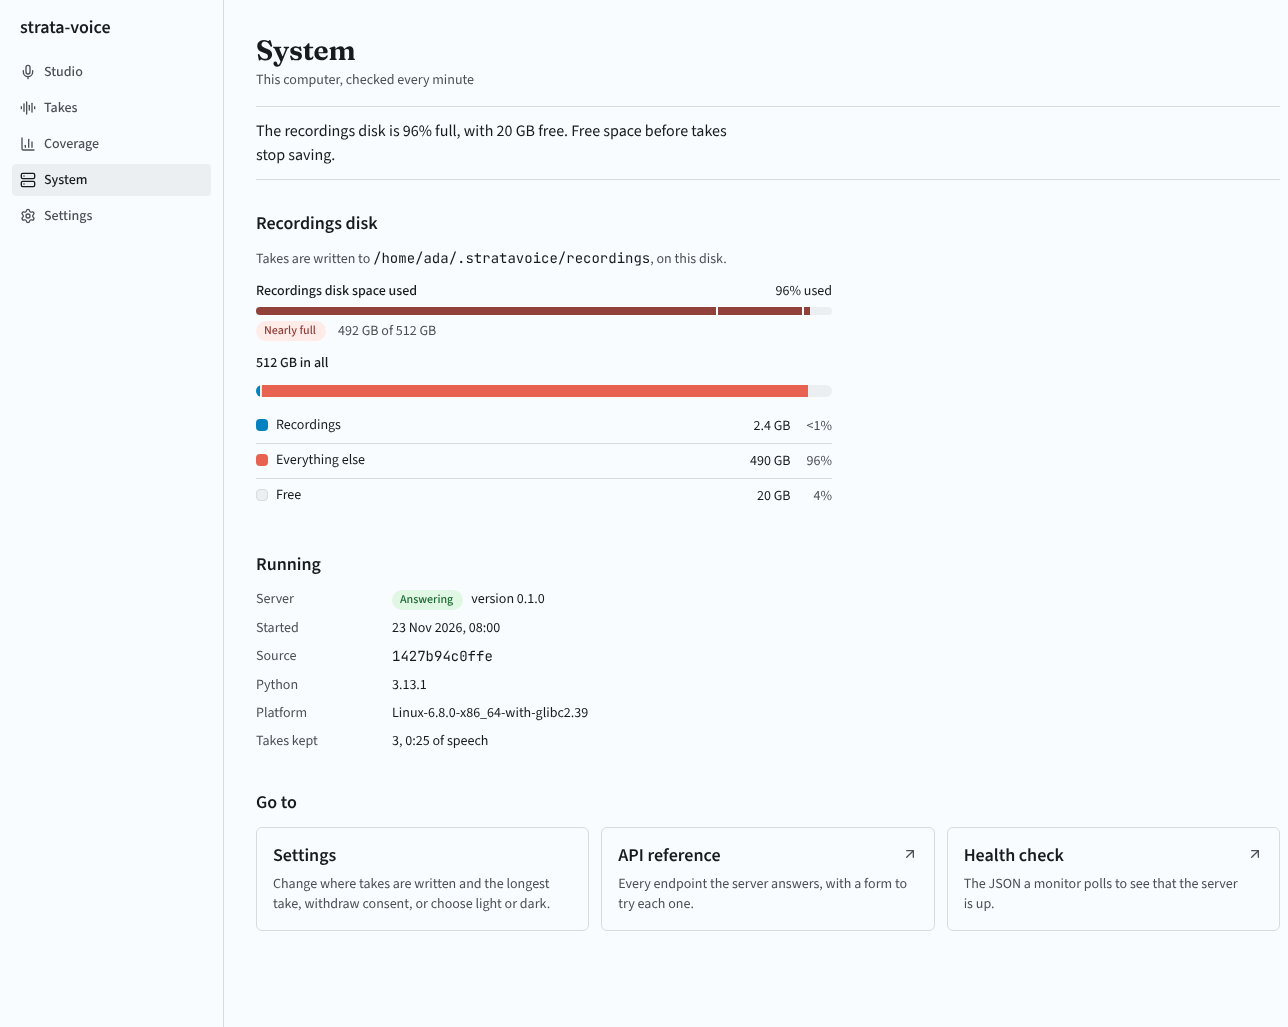 strata-voice
Studio
Takes
Coverage
System
Settings
System
This computer, checked every minute
The recordings disk is 96% full, with 20 GB free. Free space before takes
stop saving.
Recordings disk
Takes are written to /home/ada/.stratavoice/recordings, on this disk.
Recordings disk space used 96% used
Nearly full 492 GB of 512 GB
512 GB in all
Recordings 2.4 GB <1%
Everything else 490 GB 96%
Free 20 GB 4%
Running
Server Answering version 0.1.0
Started 23 Nov 2026, 08:00
Source 1427b94c0ffe
Python 3.13.1
Platform Linux-6.8.0-x86_64-with-glibc2.39
Takes kept 3, 0:25 of speech
Go to
Settings
Change where takes are written and the longest
take, withdraw consent, or choose light or dark.
API reference
Every endpoint the server answers, with a form to
try each one.
Health check
The JSON a monitor polls to see that the server
is up.